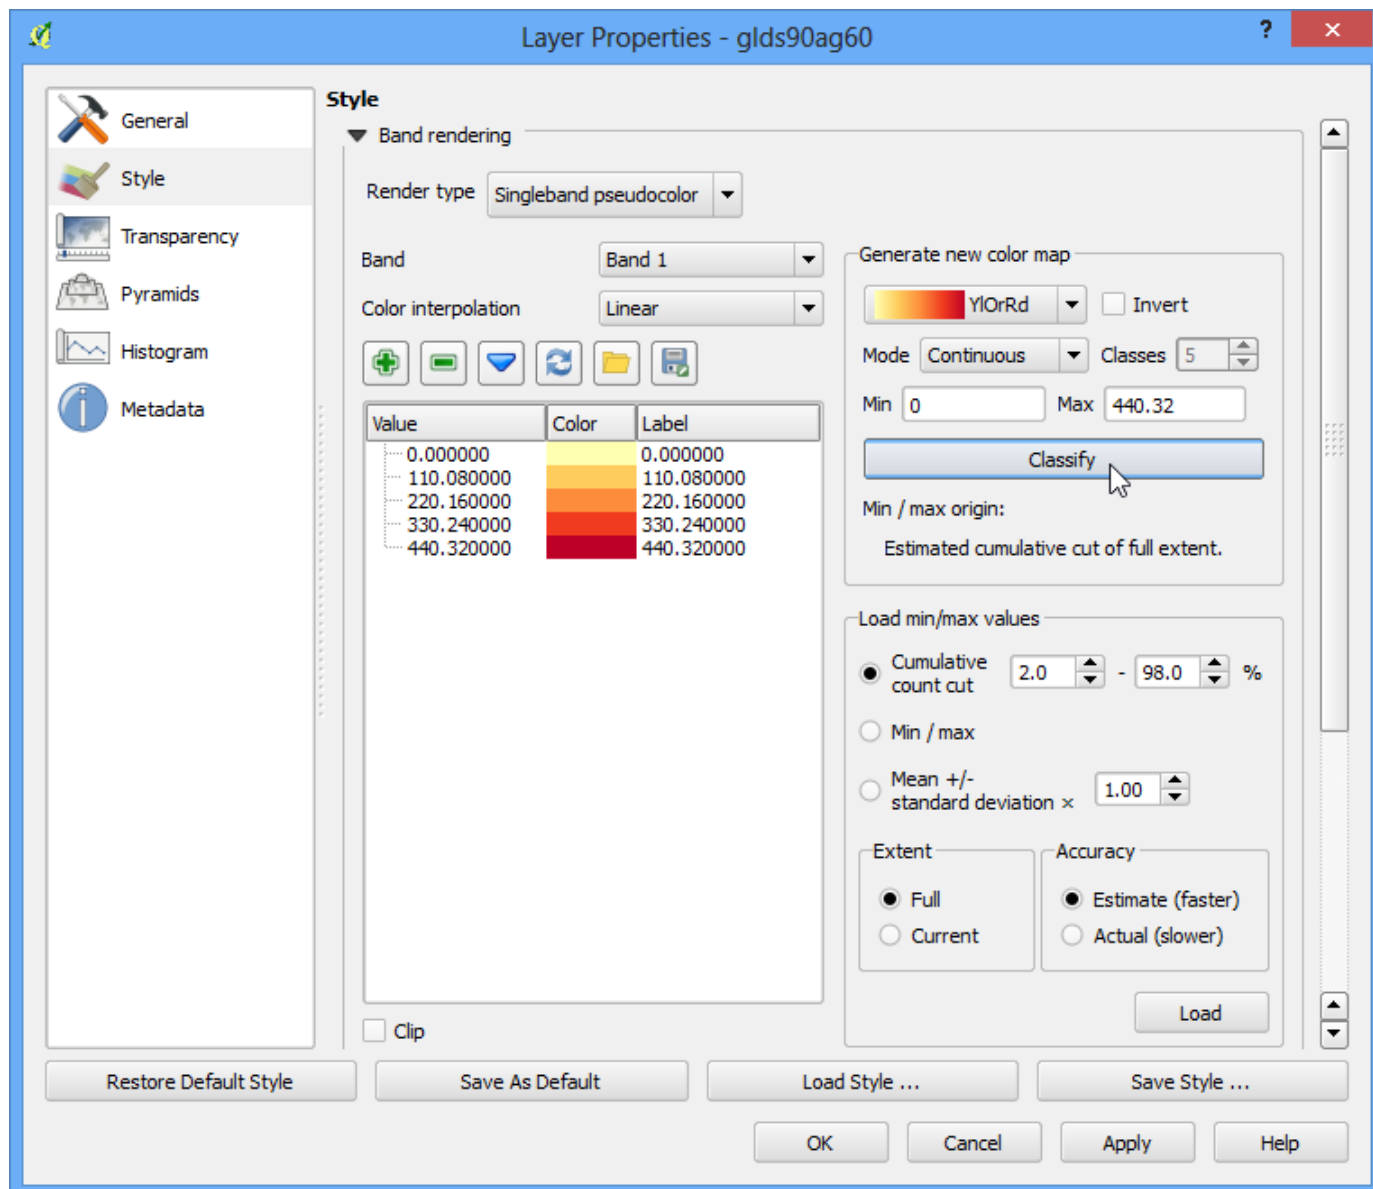 Layer Properties - glds90ag60
?
General
Style
Transparency
Pyramids
Histogram
Metadata
Style
Band rendering
Render type Singleband pseudocolor
Band Band 1
Color interpolation Linear
Value Color Label
0.000000 0.000000
110.080000 110.080000
220.160000 220.160000
330.240000 330.240000
440.320000 440.320000
Clip
Generate new color map
YlOrRd Invert
Mode Continuous Classes 5
Min 0 Max 440.32
Classify
Min / max origin:
Estimated cumulative cut of full extent.
Load min/max values
Cumulative
count cut 2.0 - 98.0 %
Min / max
Mean +/-
standard deviation × 1.00
Extent
Full
Current
Accuracy
Estimate (faster)
Actual (slower)
Load
Restore Default Style Save As Default Load Style ... Save Style ...
OK Cancel Apply Help